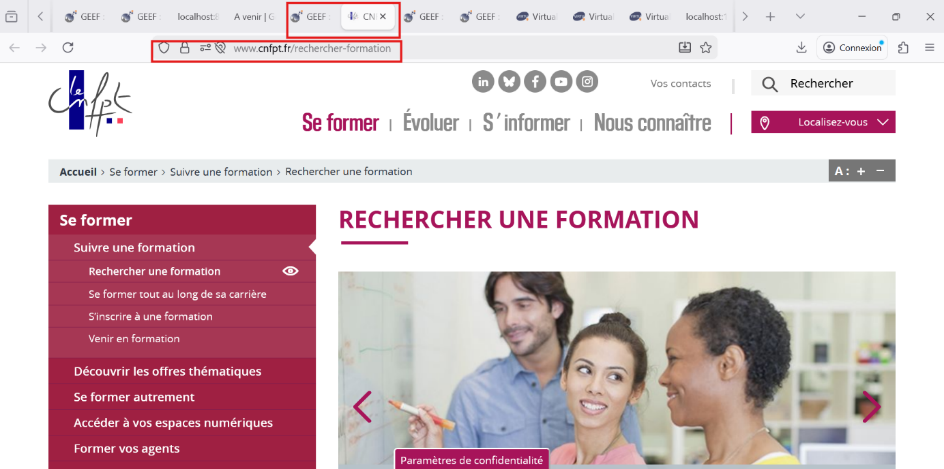 GEEF
GEEF
localhost:8
A venir | G
GEEF
CNF
GEEF
GEEF
Virtua
Virtua
Virtua
localhost:1
www.cnfpt.fr/rechercher-formation
Connexion
le cnfpt
Vos contacts
Rechercher
Se former
Évoluer
S'informer
Nous connaître
Localisez-vous
Accueil > Se former > Suivre une formation > Rechercher une formation
A : + −
Se former
Suivre une formation
Rechercher une formation
Se former tout au long de sa carrière
S'inscrire à une formation
Venir en formation
Découvrir les offres thématiques
Se former autrement
Accéder à vos espaces numériques
Former vos agents
RECHERCHER UNE FORMATION
Paramètres de confidentialité